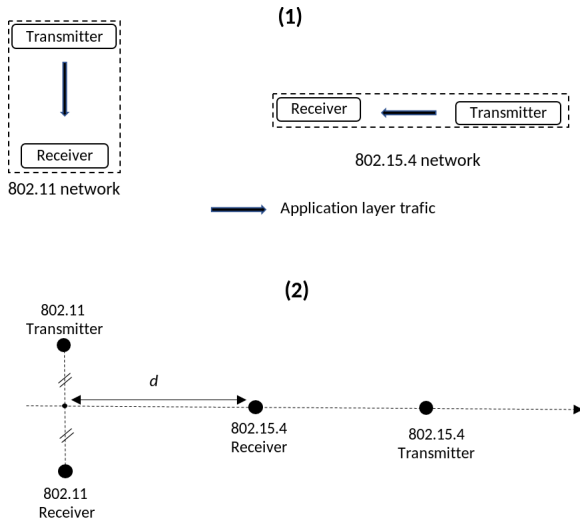 (1)
Transmitter
Receiver
802.11 network
Receiver
Transmitter
802.15.4 network
Application layer trafic
(2)
802.11
Transmitter
d
802.15.4
Receiver
802.15.4
Transmitter
802.11
Receiver